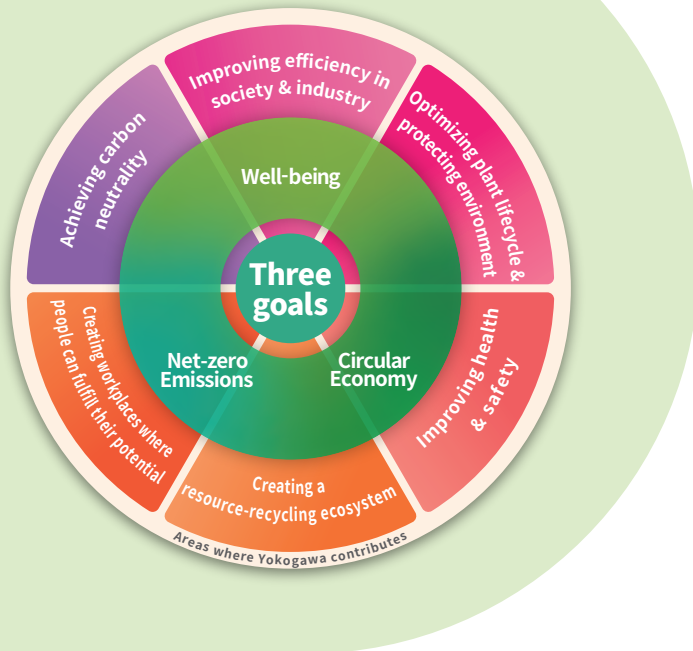 Improving efficiency in
society & industry
Optimizing plant lifecycle &
protecting environment
Improving health
& safety
Creating a
resource-recycling ecosystem
Creating workplaces where
people can fulfill their potential
Achieving carbon
neutrality
Well-being
Three
goals
Net-zero
Emissions
Circular
Economy
Areas where Yokogawa contributes